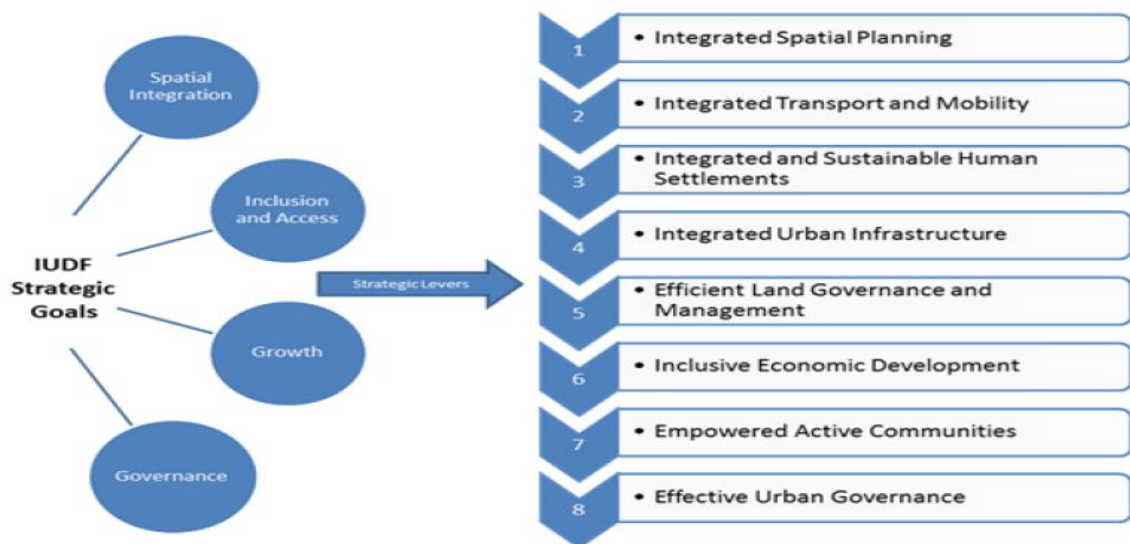 Spatial
Integration
Inclusion
and Access
IUDF
Strategic
Goals
Growth
Governance
Strategic Levers
1
• Integrated Spatial Planning
2
• Integrated Transport and Mobility
3
• Integrated and Sustainable Human
Settlements
4
• Integrated Urban Infrastructure
5
• Efficient Land Governance and
Management
6
• Inclusive Economic Development
7
• Empowered Active Communities
8
• Effective Urban Governance